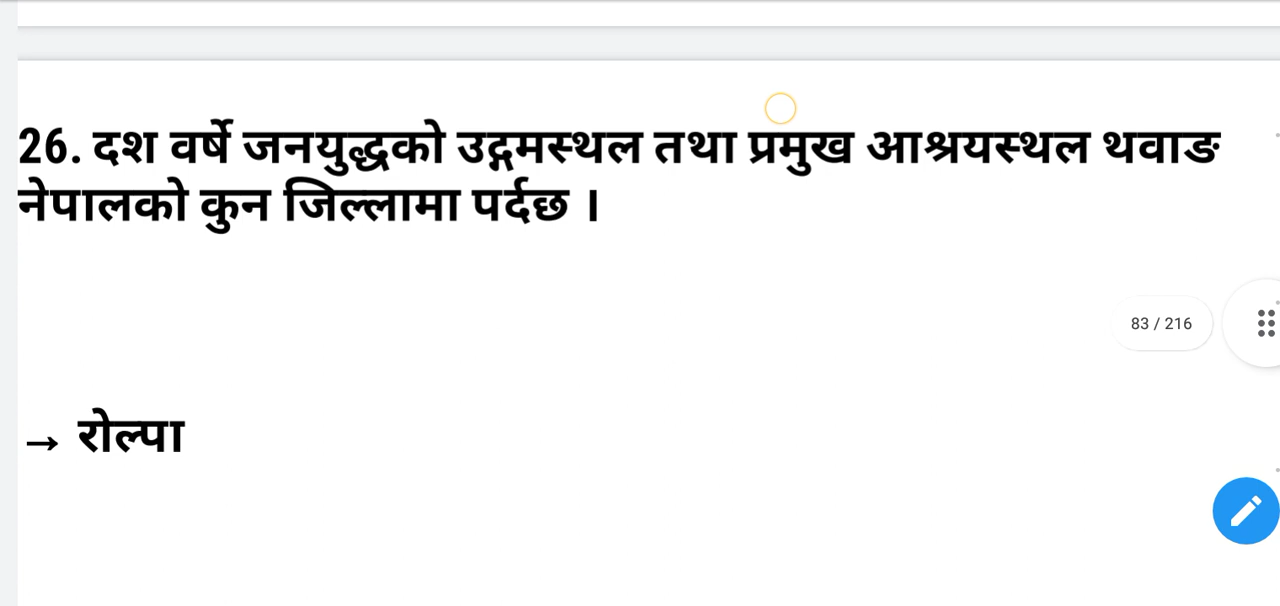 26. दश वर्षे जनयुद्धको उद्गमस्थल तथा प्रमुख आश्रयस्थल थवाङ
नेपालको कुन जिल्लामा पर्दछ ।
83 / 216
→ रोल्पा